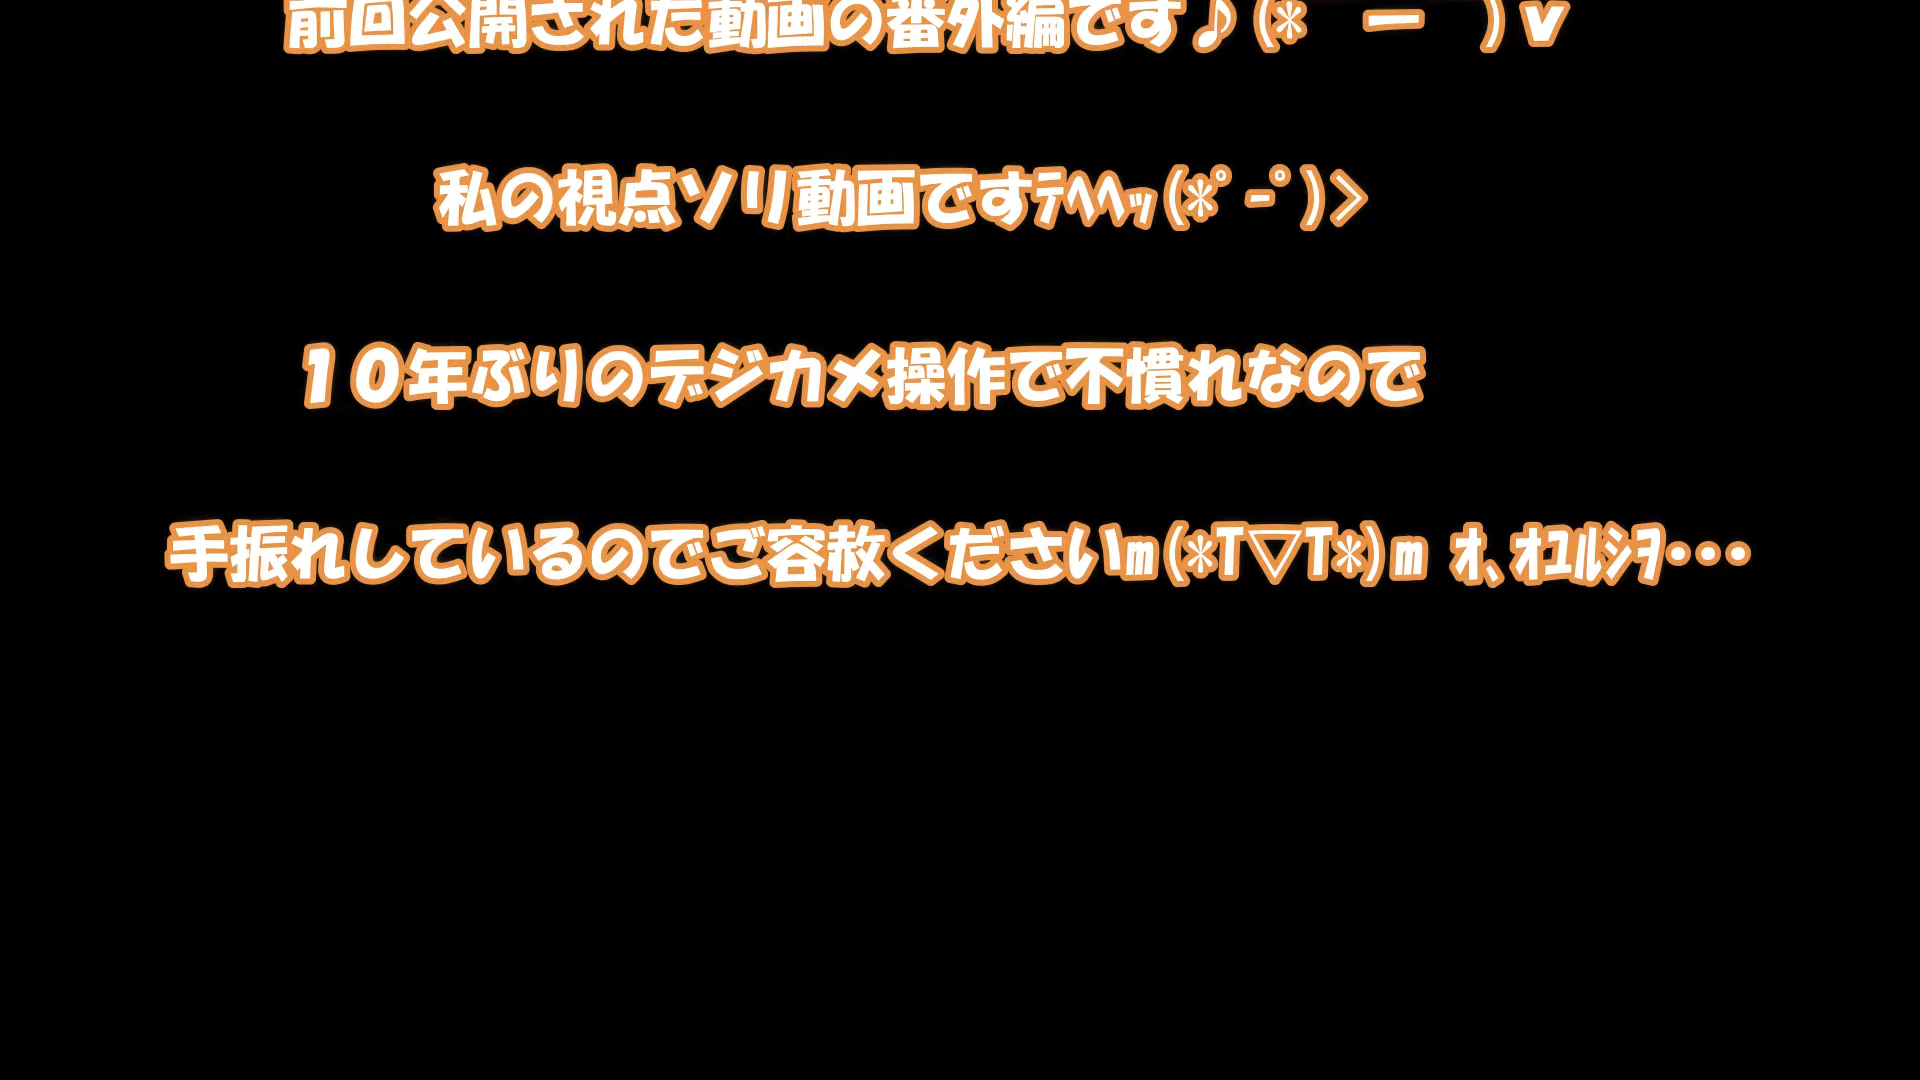 前回公開された動画の番外編です♪(*　ー　)ｖ
私の視点ソリ動画ですﾃﾍﾍｯ(*ﾟ-ﾟ)>
１０年ぶりのデジカメ操作で不慣れなので
手振れしているのでご容赦くださいm(*T▽T*)m ｵ､ｵﾕﾙｼｦ…